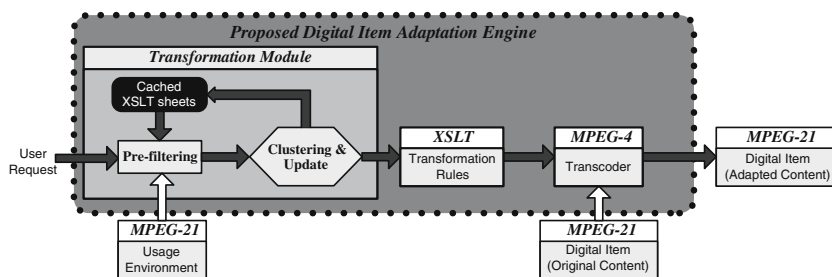 Proposed Digital Item Adaptation Engine
Transformation Module
Cached
XSLT sheets
User
Request
Pre-filtering
Clustering &
Update
XSLT
Transformation
Rules
MPEG-4
Transcoder
MPEG-21
Digital Item
(Adapted Content)
MPEG-21
Usage
Environment
MPEG-21
Digital Item
(Original Content)